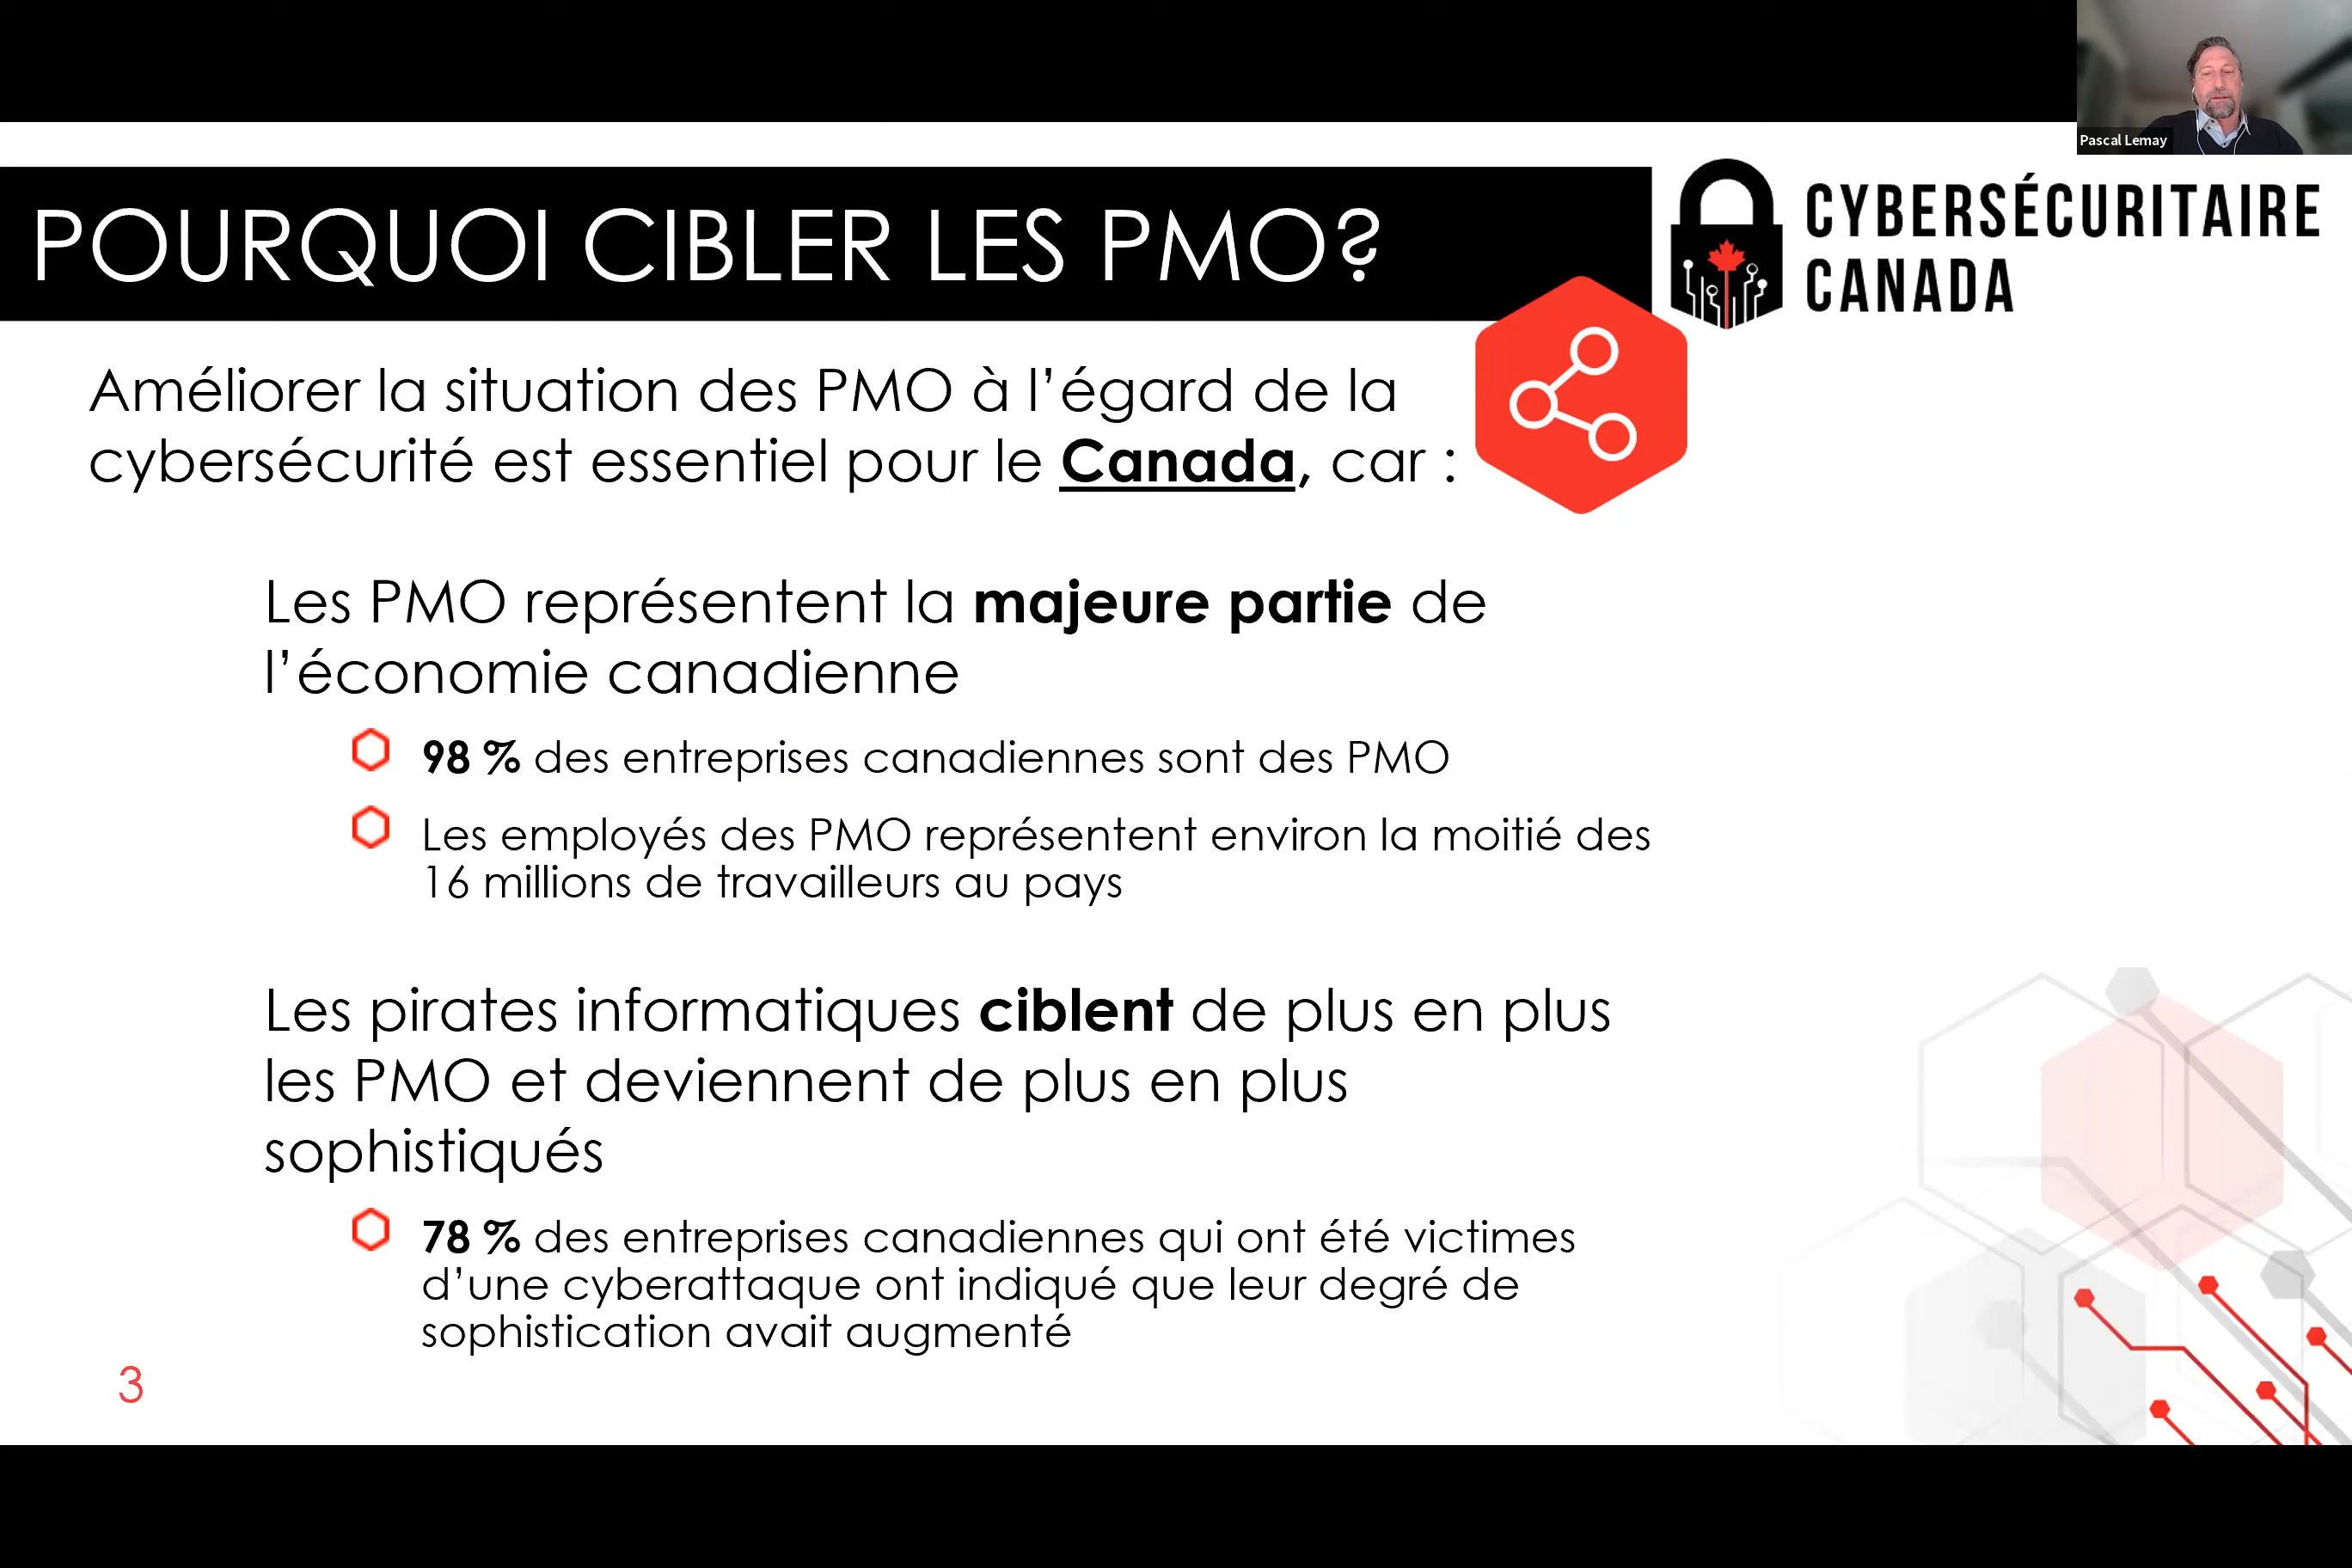 Pascal Lemay
POURQUOI CIBLER LES PMO?
CYBERSÉCURITAIRE
CANADA
Améliorer la situation des PMO à l’égard de la
cybersécurité est essentiel pour le Canada, car :
Les PMO représentent la majeure partie de
l’économie canadienne
98 % des entreprises canadiennes sont des PMO
Les employés des PMO représentent environ la moitié des
16 millions de travailleurs au pays
Les pirates informatiques ciblent de plus en plus
les PMO et deviennent de plus en plus
sophistiqués
78 % des entreprises canadiennes qui ont été victimes
d’une cyberattaque ont indiqué que leur degré de
sophistication avait augmenté
3